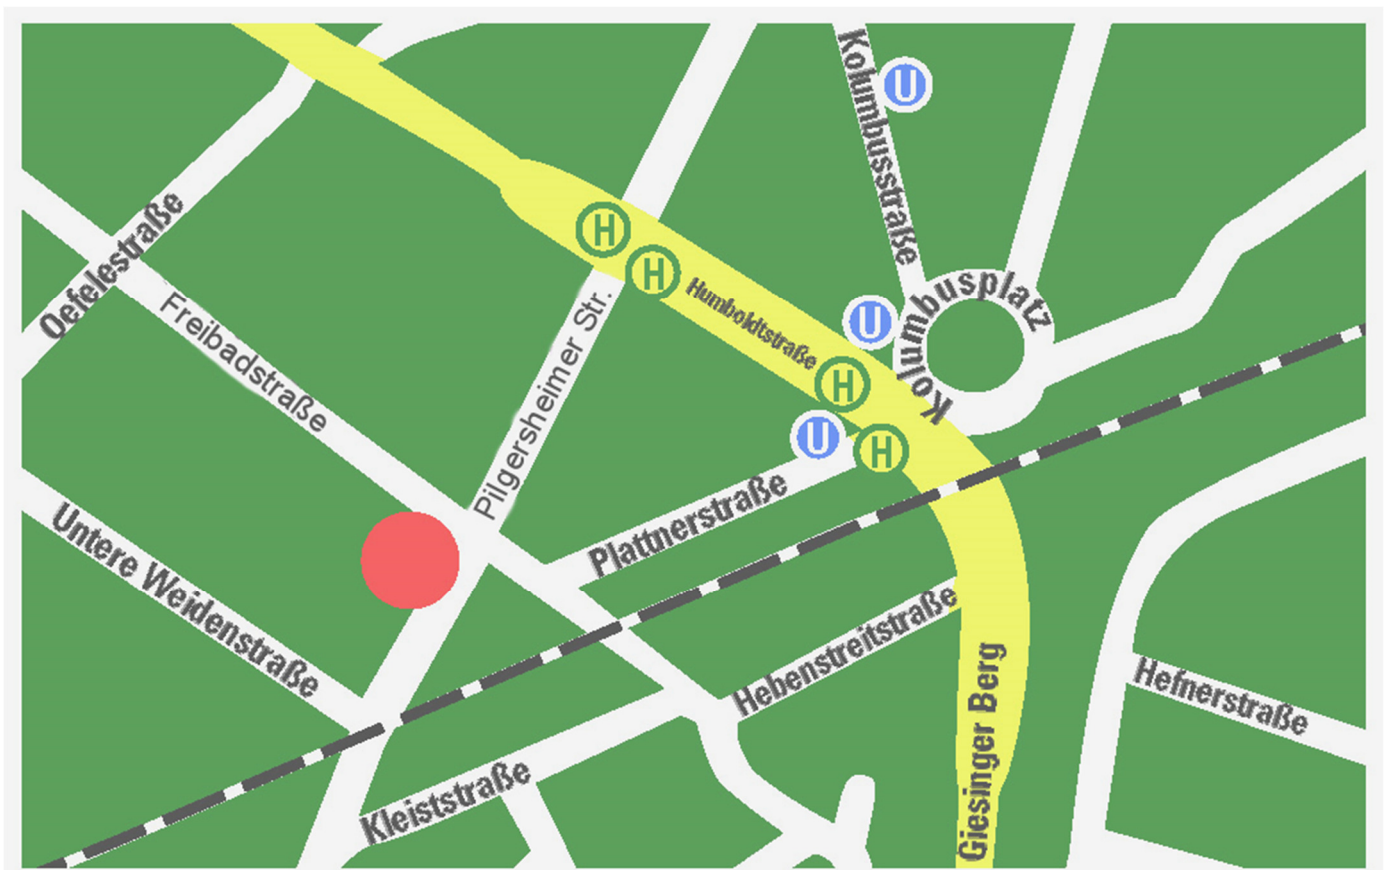 Kolumbusstraße
U
Oefelestraße
H
H
Humboldtstraße
Kolumbusplatz
Freibadstraße
Pilgersheimer Str.
U
H
U
H
Plattnerstraße
Untere Weidenstraße
Hebenstreitstraße
Giesinger Berg
Hefnerstraße
Kleiststraße